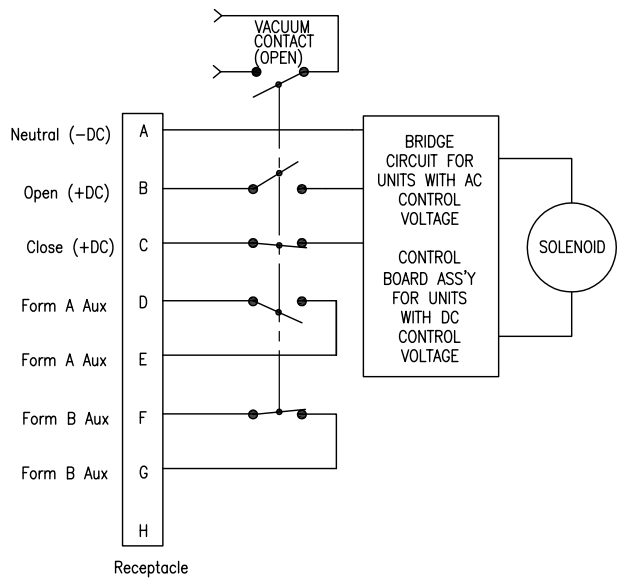 VACUUM
CONTACT
(OPEN)
Neutral (-DC)
A
Open (+DC)
B
Close (+DC)
C
Form A Aux
D
Form A Aux
E
Form B Aux
F
Form B Aux
G
H
Receptacle
BRIDGE
CIRCUIT FOR
UNITS WITH AC
CONTROL
VOLTAGE
CONTROL
BOARD ASS'Y
FOR UNITS
WITH DC
CONTROL
VOLTAGE
SOLENOID